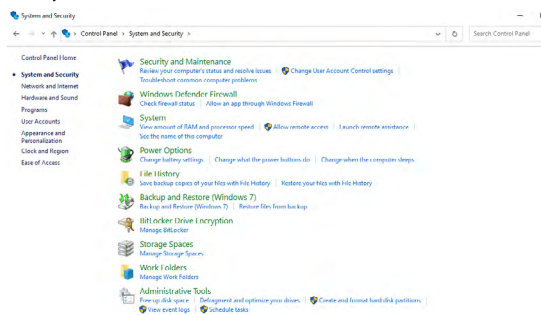 System and Security
Control Panel > System and Security >
Search Control Panel
Control Panel Home
System and Security
Network and Internet
Hardware and Sound
Programs
User Accounts
Appearance and
Personalization
Clock and Region
Ease of Access
Security and Maintenance
Review your computer's status and resolve issues | Change User Account Control settings |
Troubleshoot common computer problems
Windows Defender Firewall
Check firewall status | Allow an app through Windows Firewall
System
View amount of RAM and processor speed | Allow remote access | Launch remote assistance |
See the name of this computer
Power Options
Change battery settings | Change what the power buttons do | Change when the computer sleeps
File History
Save backup copies of your files with File History | Restore your files with File History
Backup and Restore (Windows 7)
Backup and Restore (Windows 7) | Restore files from backup
BitLocker Drive Encryption
Manage BitLocker
Storage Spaces
Manage Storage Spaces
Work Folders
Manage Work Folders
Administrative Tools
Free up disk space | Defragment and optimize your drives | Create and format hard disk partitions |
View event logs | Schedule tasks